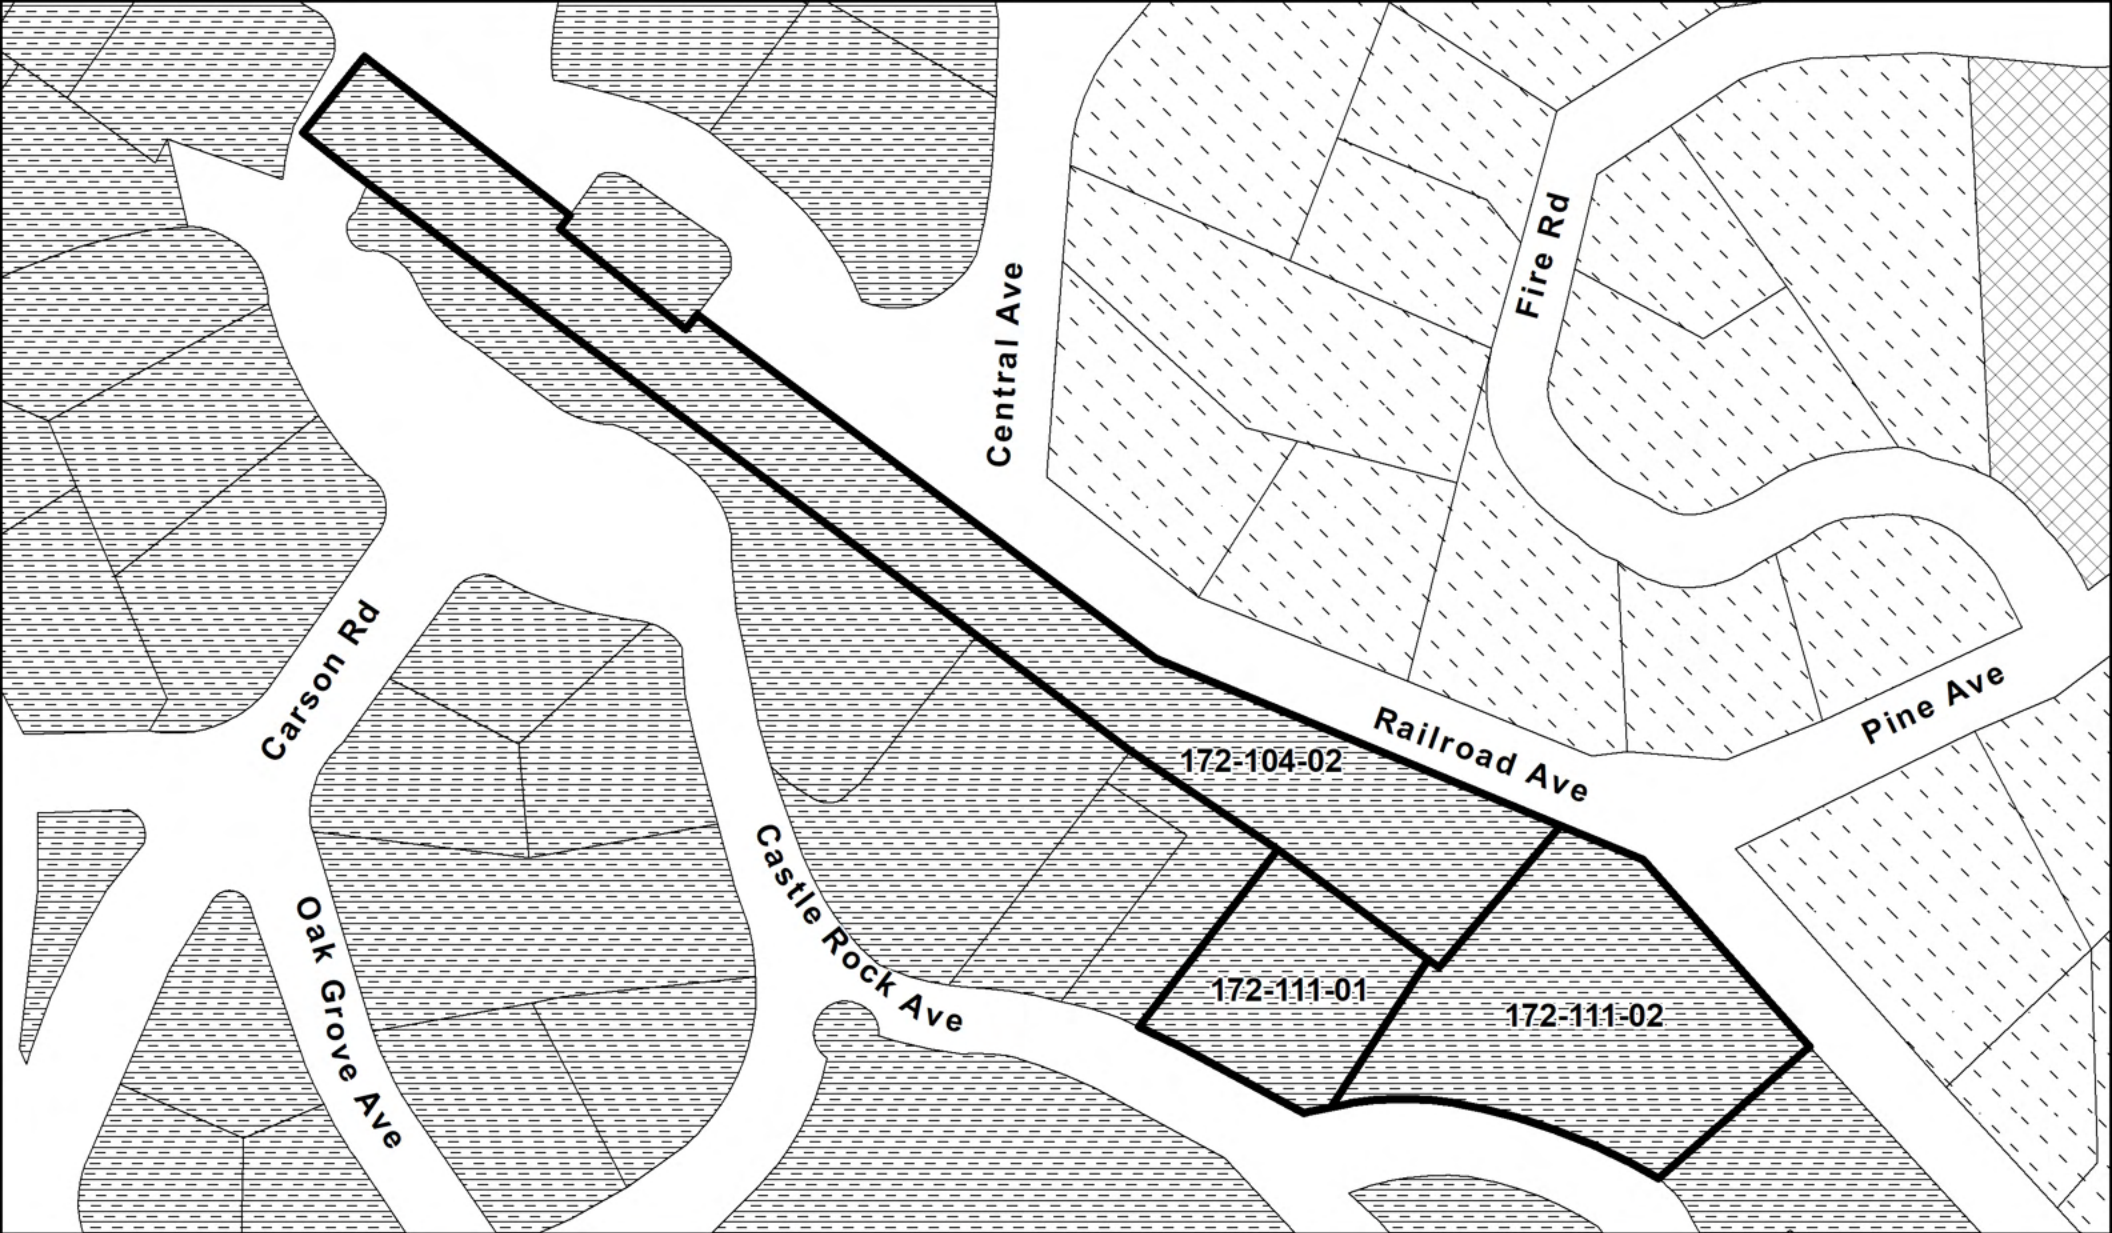 Fire Rd
Central Ave
Carson Rd
Pine Ave
Railroad Ave
172-104-02
Castle Rock Ave
Oak Grove Ave
172-111-01
172-111-02